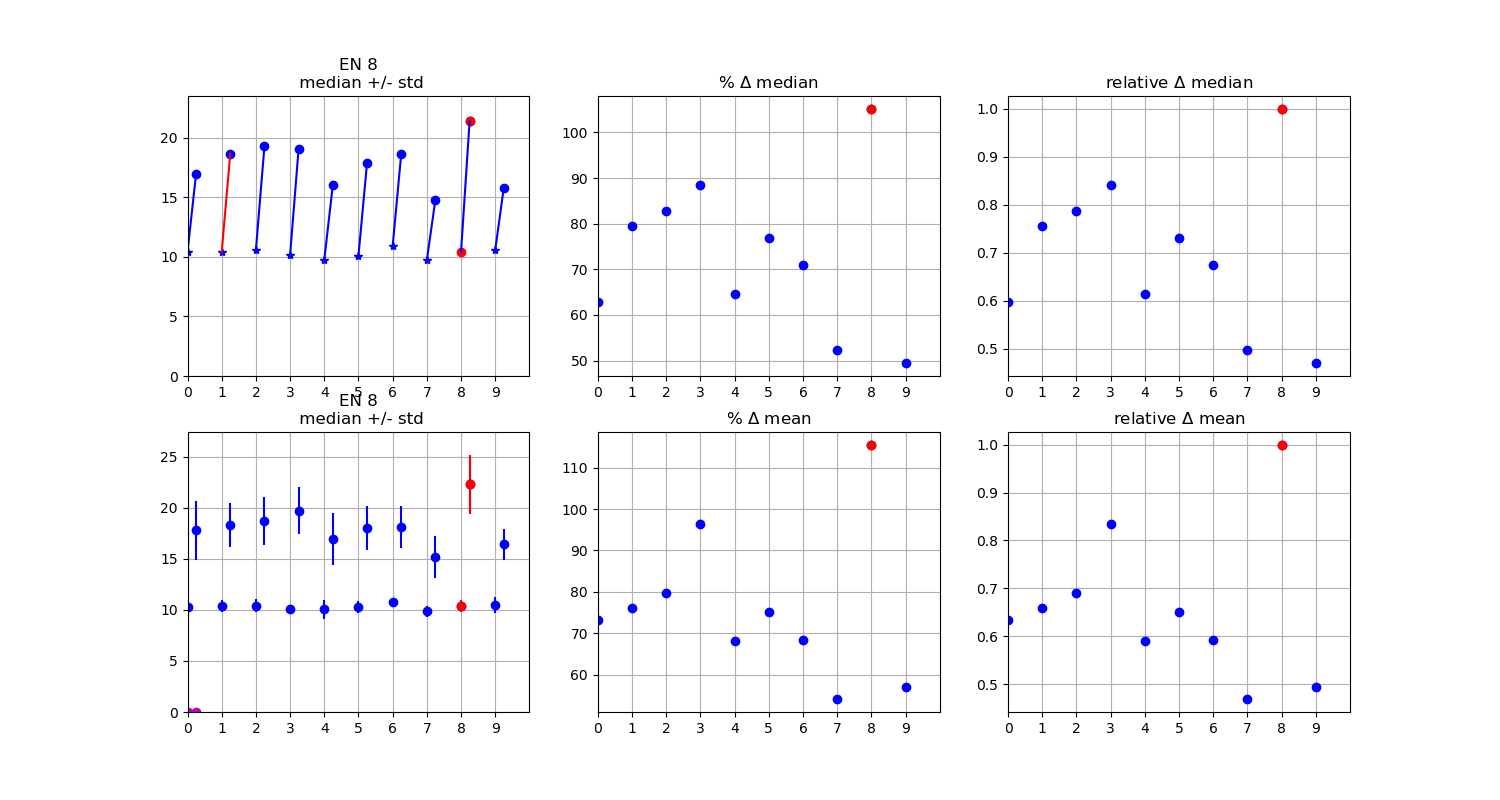 EN 8
median +/- std
20
15
10
5
0
0 1 2 3 4 5 6 7 8 9
% Δ median
100
90
80
70
60
50
0 1 2 3 4 5 6 7 8 9
relative Δ median
1.0
0.9
0.8
0.7
0.6
0.5
0 1 2 3 4 5 6 7 8 9
EN 8
median +/- std
25
20
15
10
5
0
0 1 2 3 4 5 6 7 8 9
% Δ mean
110
100
90
80
70
60
0 1 2 3 4 5 6 7 8 9
relative Δ mean
1.0
0.9
0.8
0.7
0.6
0.5
0 1 2 3 4 5 6 7 8 9